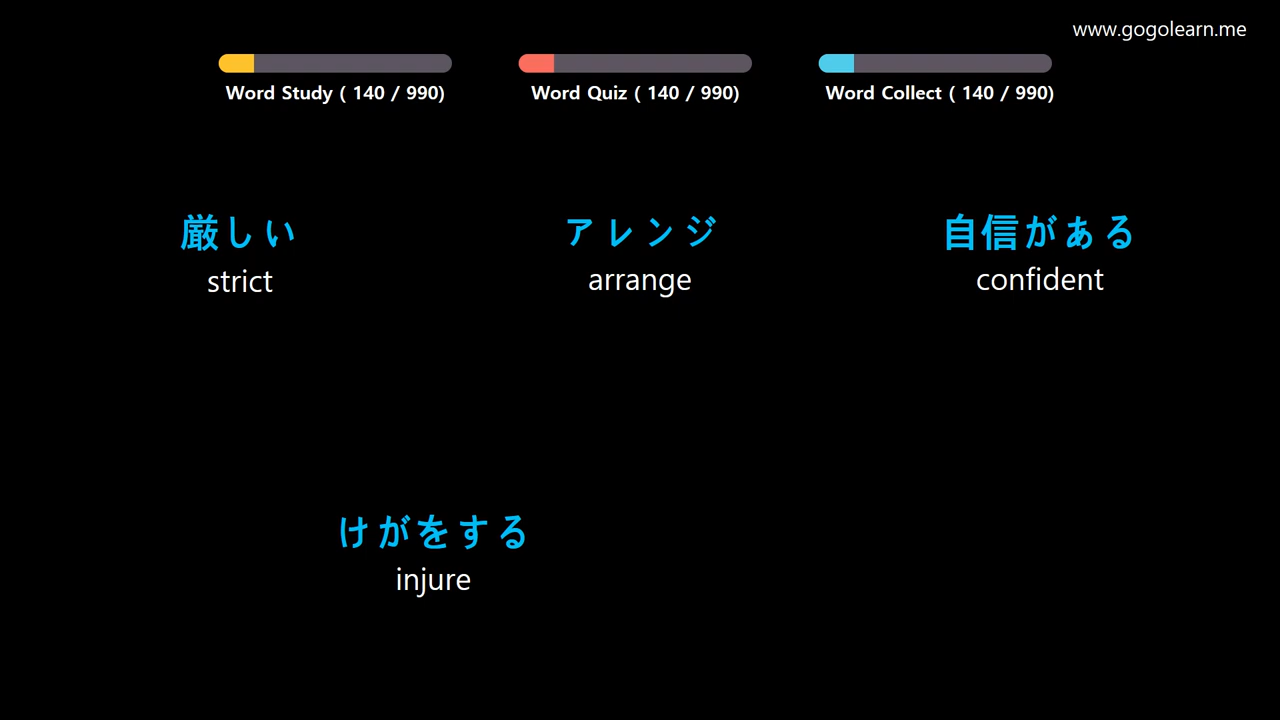 www.gogolearn.me
Word Study ( 140 / 990)
Word Quiz ( 140 / 990)
Word Collect ( 140 / 990)
厳しい
strict
アレンジ
arrange
自信がある
confident
けがをする
injure